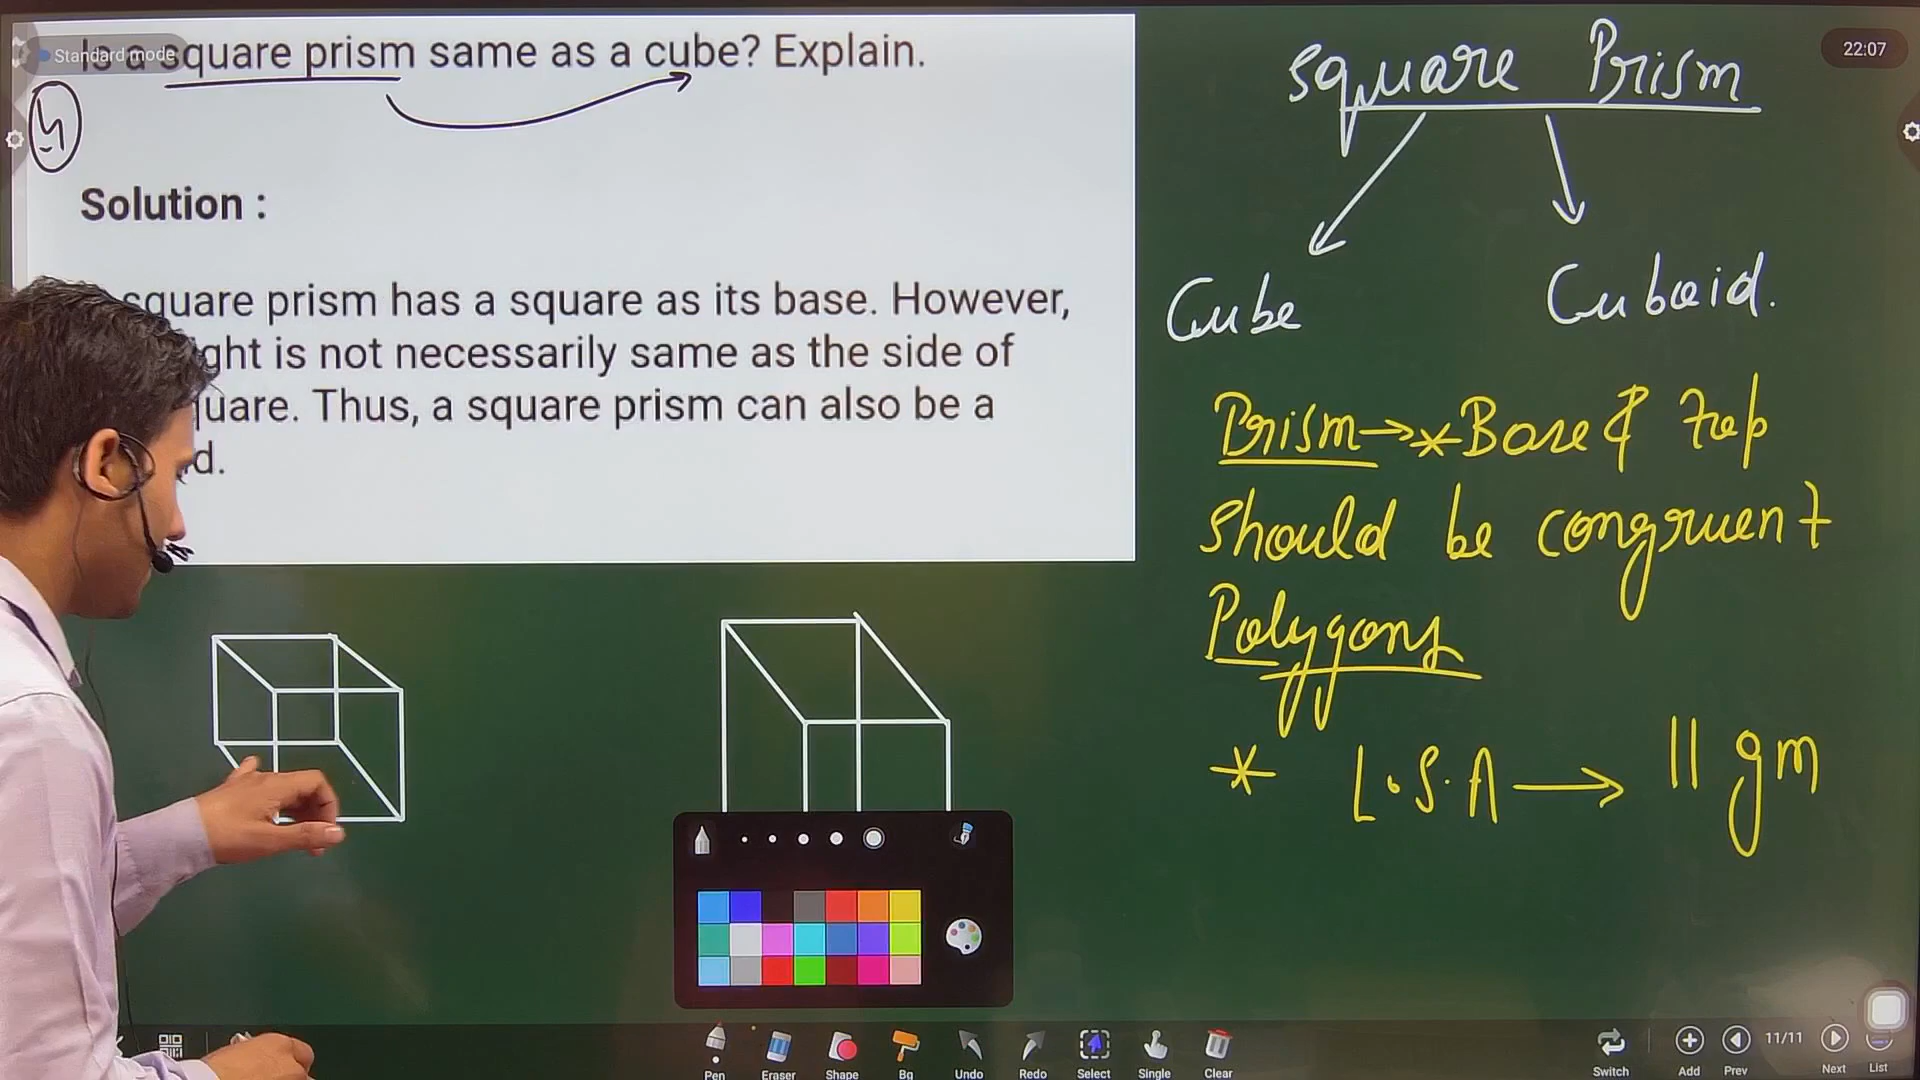 Standard mode
Is a square prism same as a cube? Explain.
Solution :
square prism has a square as its base. However,
ght is not necessarily same as the side of
quare. Thus, a square prism can also be a
d.
22:07
square Prism
Cube
Cuboid.
Prism→*Base & top
should be congruent
Polygons
* L.S.A → || gm
Pen
Eraser
Shape
Bg
Undo
Redo
Select
Single
Clear
Switch
Add
Prev
11/11
Next
List